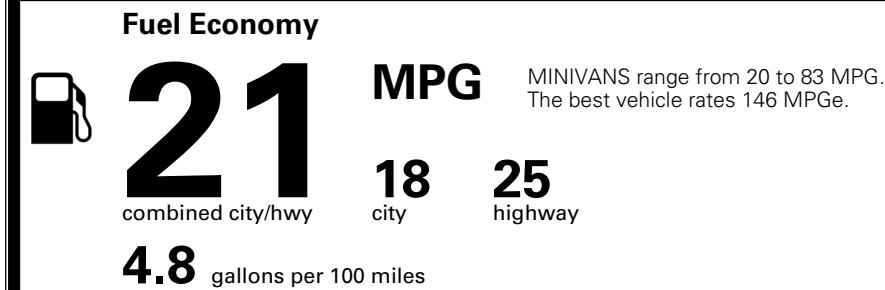 Fuel Economy
21 MPG
MINIVANS range from 20 to 83 MPG.
The best vehicle rates 146 MPGe.
18 25
combined city/hwy city highway
4.8 gallons per 100 miles